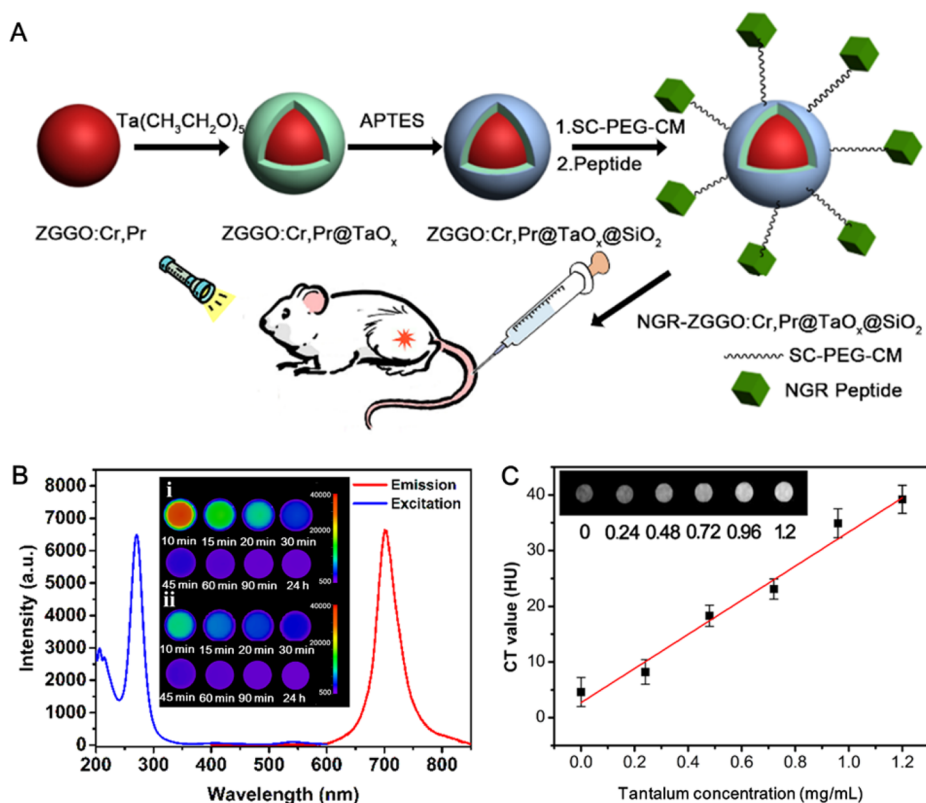 A
Ta(CH₃CH₂O)₅
APTES
1.SC-PEG-CM
2.Peptide
ZGGO:Cr,Pr
ZGGO:Cr,Pr@TaOₓ
ZGGO:Cr,Pr@TaOₓ@SiO₂
NGR-ZGGO:Cr,Pr@TaOₓ@SiO₂
SC-PEG-CM
NGR Peptide
B
8000
7000
6000
5000
4000
3000
2000
1000
0
Intensity (a.u.)
200 300 400 500 600 700 800
Wavelength (nm)
Emission
Excitation
i
10 min 15 min 20 min 30 min
45 min 60 min 90 min 24 h
40000
20000
500
ii
10 min 15 min 20 min 30 min
45 min 60 min 90 min 24 h
40000
20000
500
C
0 0.24 0.48 0.72 0.96 1.2
40
30
20
10
0
CT value (HU)
0.0 0.2 0.4 0.6 0.8 1.0 1.2
Tantalum concentration (mg/mL)